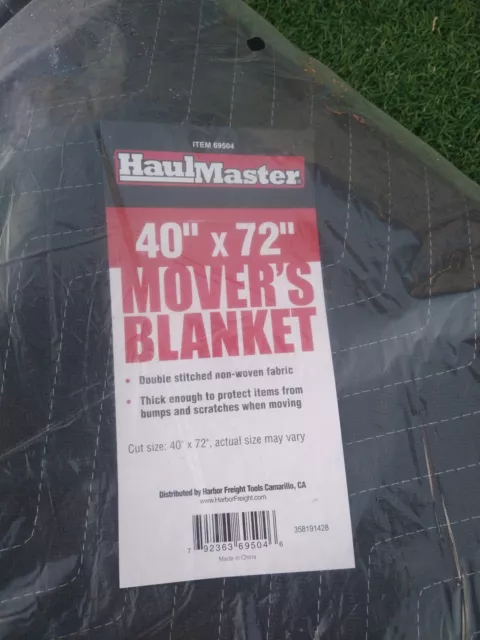 ITEM 69504
HaulMaster
40" x 72"
MOVER'S
BLANKET
• Double stitched non-woven fabric
• Thick enough to protect items from
bumps and scratches when moving
Cut size: 40" x 72", actual size may vary
Distributed by Harbor Freight Tools Camarillo, CA
www.HarborFreight.com
358191428
7 92363 69504 6
Made in China